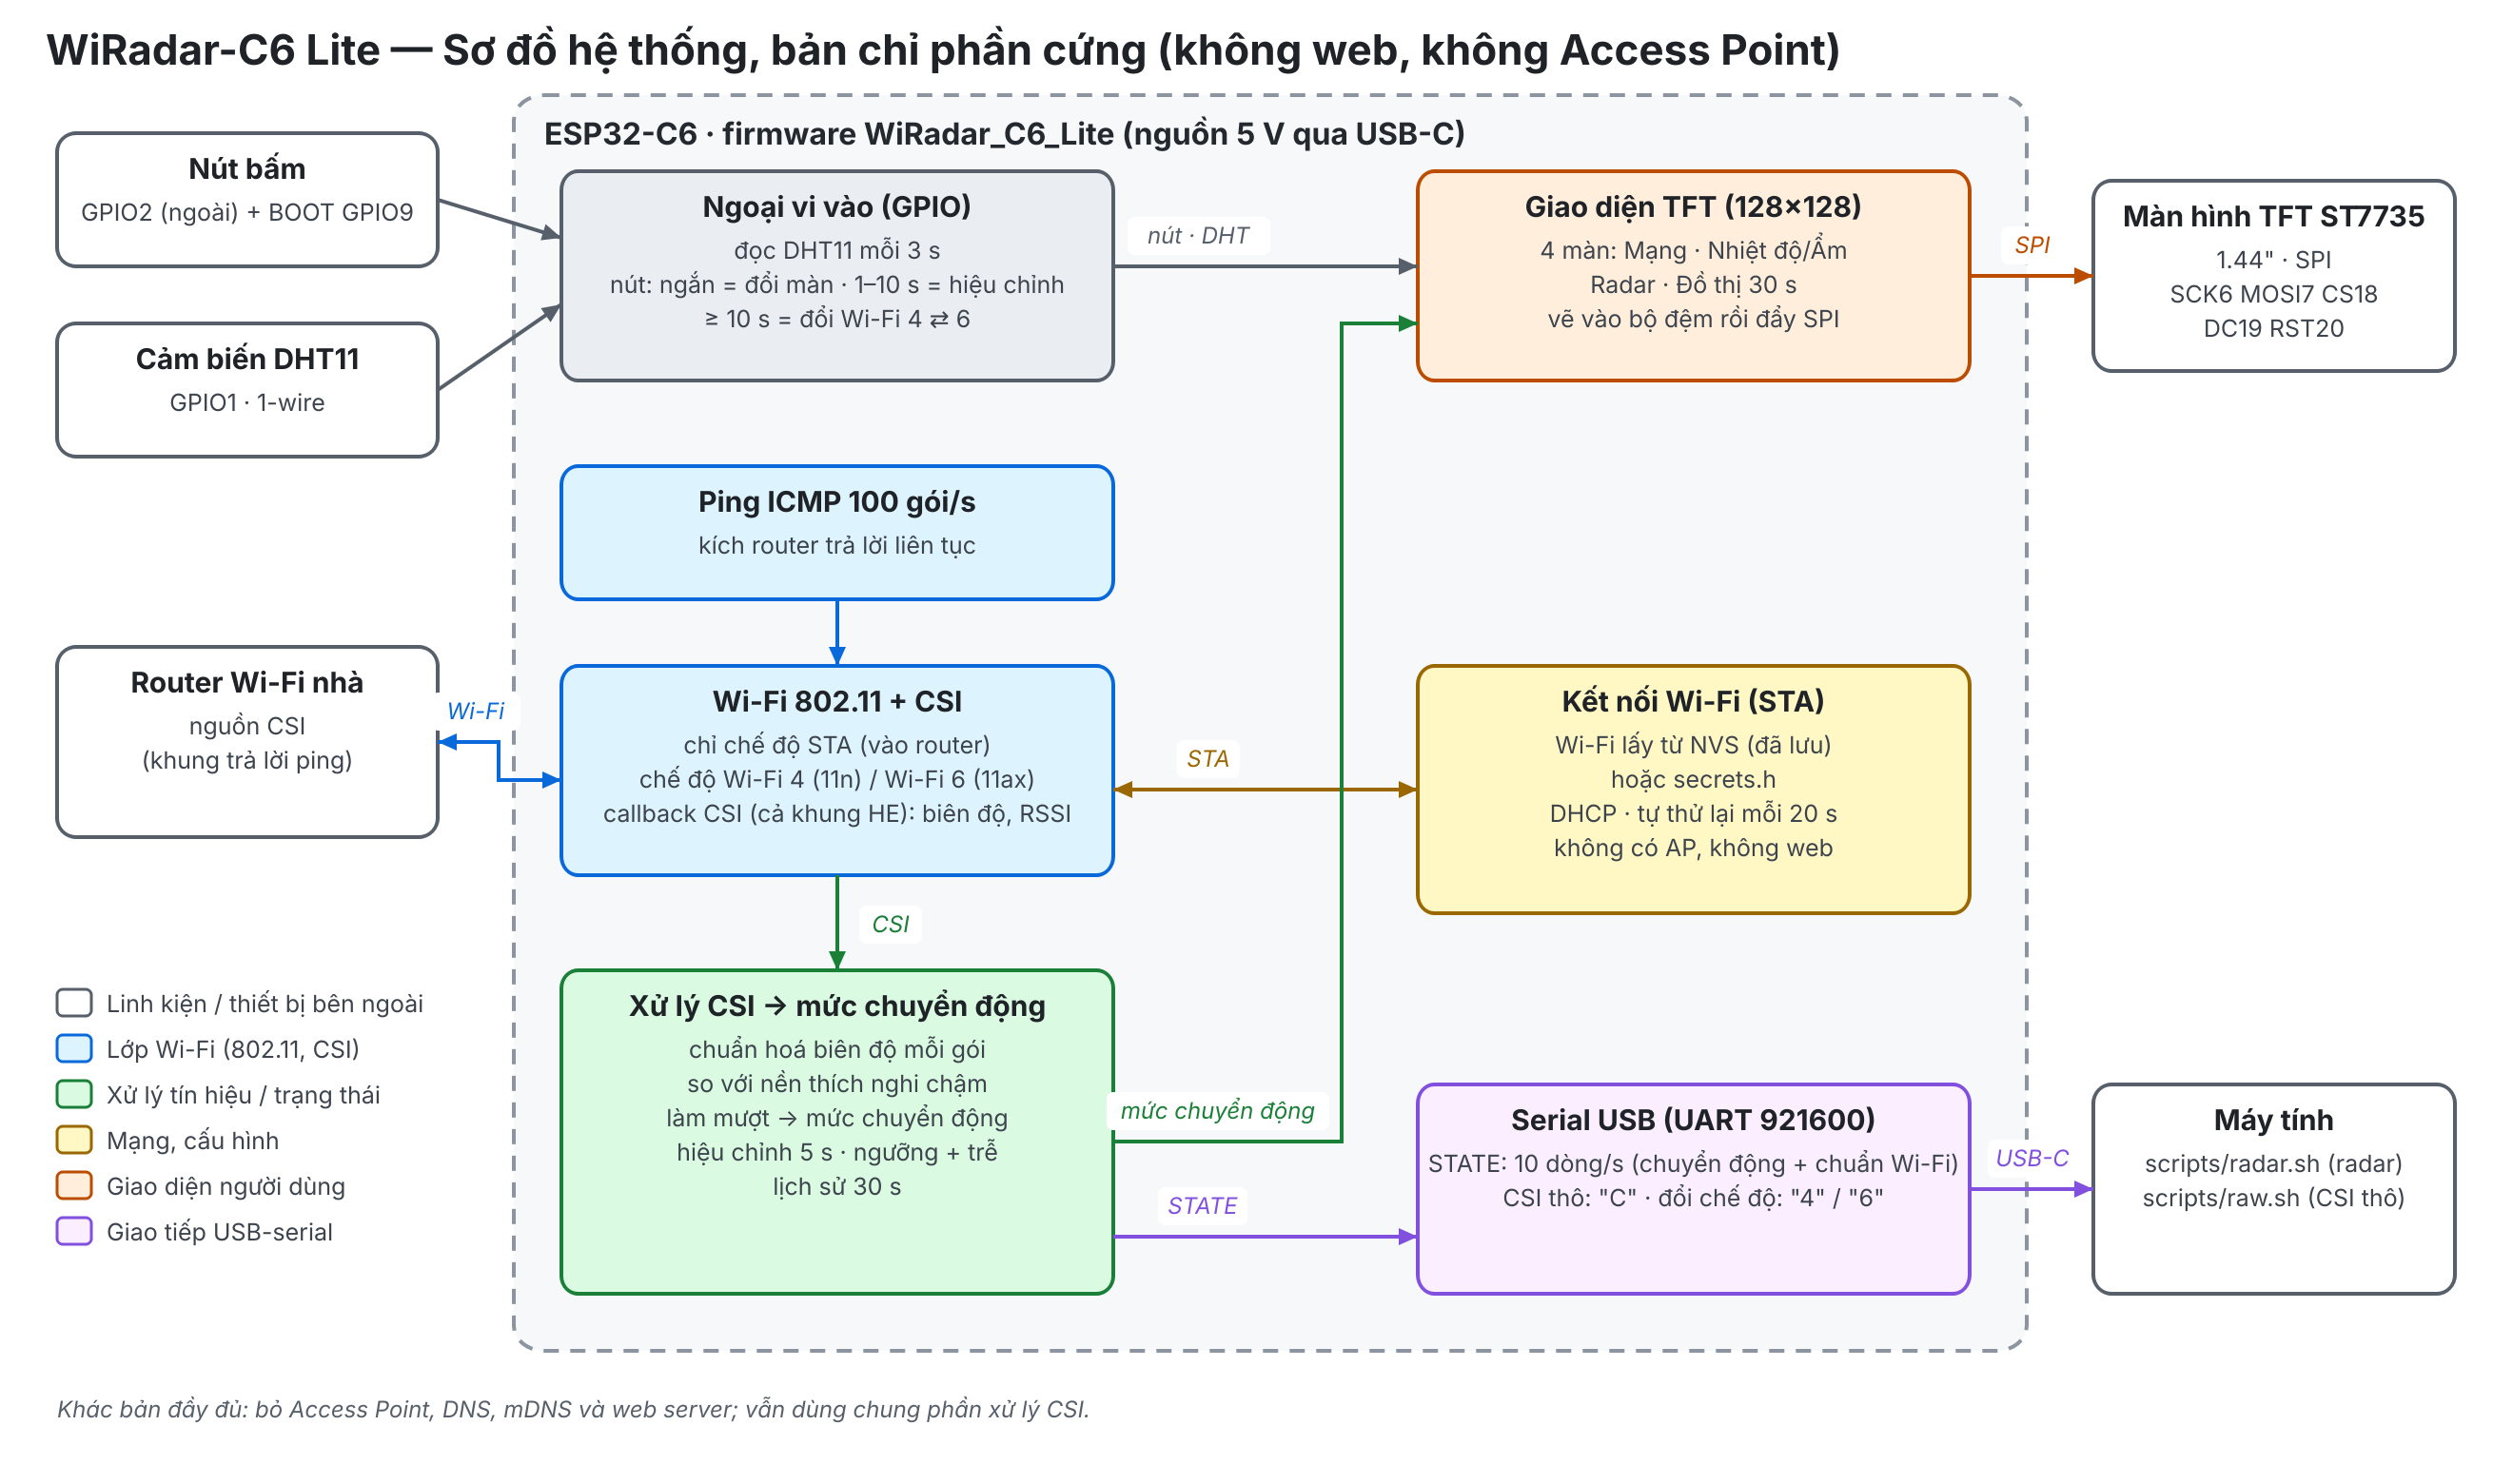 WiRadar-C6 Lite — Sơ đồ hệ thống, bản chỉ phần cứng (không web, không Access Point)
ESP32-C6 · firmware WiRadar_C6_Lite (nguồn 5 V qua USB-C)
Nút bấm
GPIO2 (ngoài) + BOOT GPIO9
Cảm biến DHT11
GPIO1 · 1-wire
Ngoại vi vào (GPIO)
đọc DHT11 mỗi 3 s
nút: ngắn = đổi màn · 1–10 s = hiệu chỉnh
≥ 10 s = đổi Wi-Fi 4 ⇄ 6
nút · DHT
Giao diện TFT (128×128)
4 màn: Mạng · Nhiệt độ/Ẩm
Radar · Đồ thị 30 s
vẽ vào bộ đệm rồi đẩy SPI
SPI
Màn hình TFT ST7735
1.44" · SPI
SCK6 MOSI7 CS18
DC19 RST20
Ping ICMP 100 gói/s
kích router trả lời liên tục
Router Wi-Fi nhà
nguồn CSI
(khung trả lời ping)
Wi-Fi
Wi-Fi 802.11 + CSI
chỉ chế độ STA (vào router)
chế độ Wi-Fi 4 (11n) / Wi-Fi 6 (11ax)
callback CSI (cả khung HE): biên độ, RSSI
STA
Kết nối Wi-Fi (STA)
Wi-Fi lấy từ NVS (đã lưu)
hoặc secrets.h
DHCP · tự thử lại mỗi 20 s
không có AP, không web
CSI
Xử lý CSI → mức chuyển động
chuẩn hoá biên độ mỗi gói
so với nền thích nghi chậm
làm mượt → mức chuyển động
hiệu chỉnh 5 s · ngưỡng + trễ
lịch sử 30 s
mức chuyển động
STATE
Serial USB (UART 921600)
STATE: 10 dòng/s (chuyển động + chuẩn Wi-Fi)
CSI thô: "C" · đổi chế độ: "4" / "6"
USB-C
Máy tính
scripts/radar.sh (radar)
scripts/raw.sh (CSI thô)
Linh kiện / thiết bị bên ngoài
Lớp Wi-Fi (802.11, CSI)
Xử lý tín hiệu / trạng thái
Mạng, cấu hình
Giao diện người dùng
Giao tiếp USB-serial
Khác bản đầy đủ: bỏ Access Point, DNS, mDNS và web server; vẫn dùng chung phần xử lý CSI.